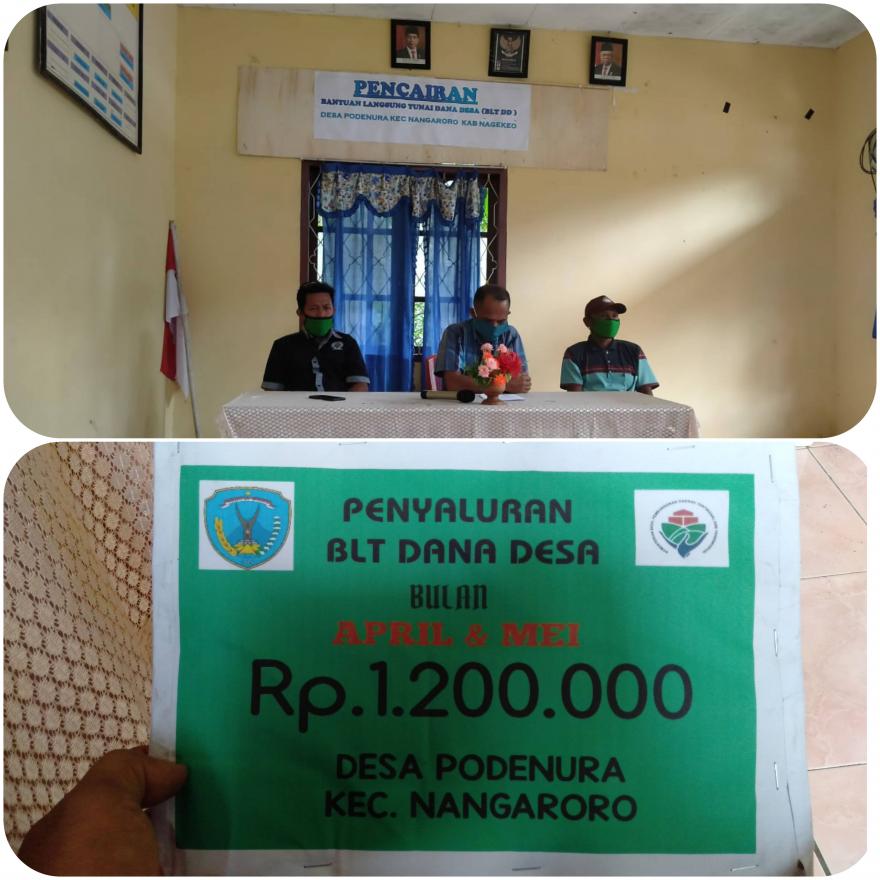 PENCAIRAN
BANTUAN LANGSUNG TUNAI DANA DESA (BLT DD )
DESA PODENURA KEC NANGARORO KAB NAGEKEO
PENYALURAN
BLT DANA DESA
BULAN
APRIL & MEI
Rp.1.200.000
DESA PODENURA
KEC. NANGARORO